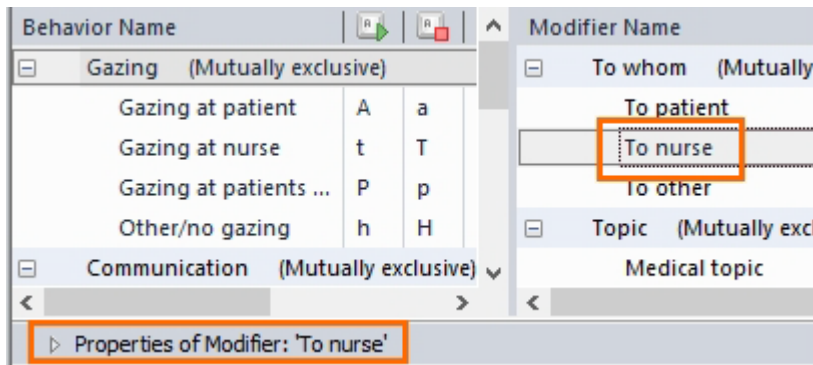 Behavior Name
Modifier Name
Gazing (Mutually exclusive)
To whom (Mutually
Gazing at patient A a
To patient
Gazing at nurse t T
To nurse
Gazing at patients ... P p
To other
Other/no gazing h H
Topic (Mutually excl
Communication (Mutually exclusive)
Medical topic
Properties of Modifier: 'To nurse'